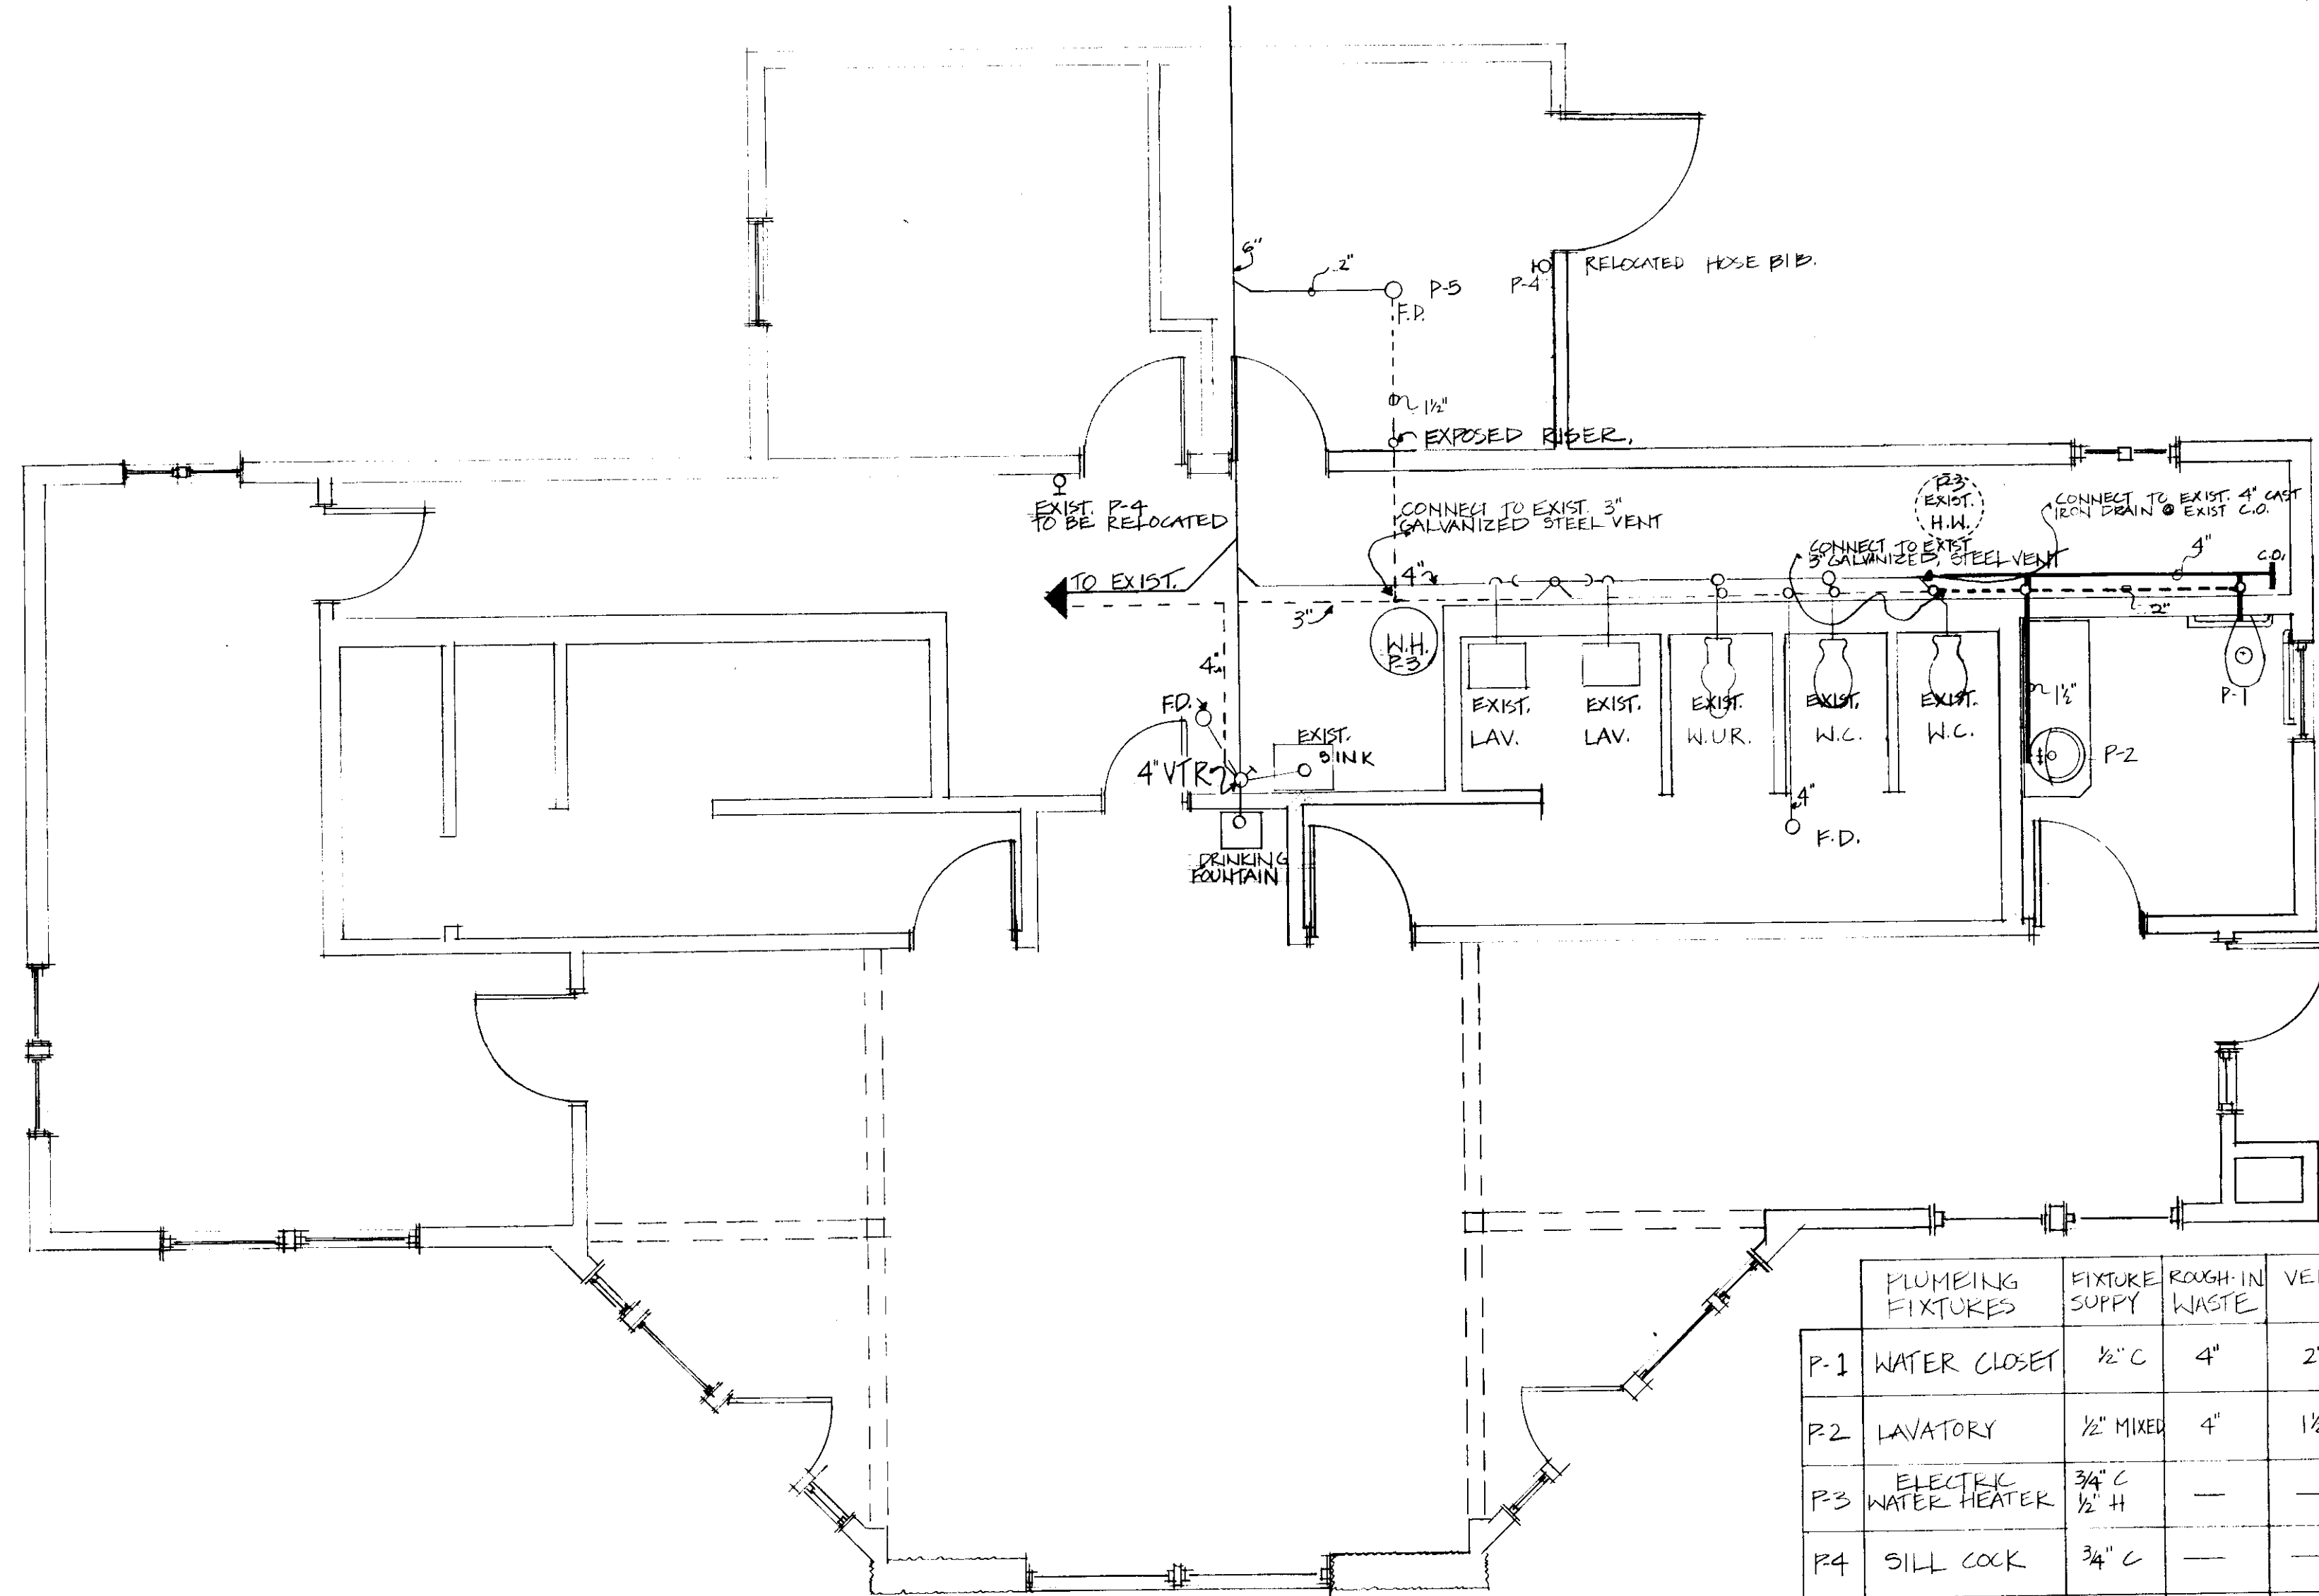 6"
2"
P-5
F.D.
P-4
RELOCATED HOSE BIB.
1½"
EXPOSED RISER.
EXIST. P-4
TO BE RELOCATED
CONNECT TO EXIST. 3"
GALVANIZED STEEL VENT
P-3
EXIST.
H.W.
CONNECT TO EXIST. 4" CAST
IRON DRAIN @ EXIST C.O.
CONNECT TO EXIST
3" GALVANIZED, STEEL VENT
4"
C.O.
TO EXIST.
4"
3"
2"
W.H.
P-3
4"
F.D.
EXIST.
SINK
4" VTR
DRINKING
FOUNTAIN
EXIST.
LAV.
EXIST.
LAV.
EXIST.
W.UR.
EXIST.
W.C.
EXIST.
W.C.
1½"
P-1
P-2
4"
F.D.
PLUMBING
FIXTURES
FIXTURE
SUPPY
ROUGH-IN
WASTE
VE
P-1 WATER CLOSET ½" C 4" 2"
P-2 LAVATORY ½" MIXED 4" 1½
P-3 ELECTRIC
WATER HEATER
3/4" C
½" H
— —
P-4 SILL COCK 3/4" C — —